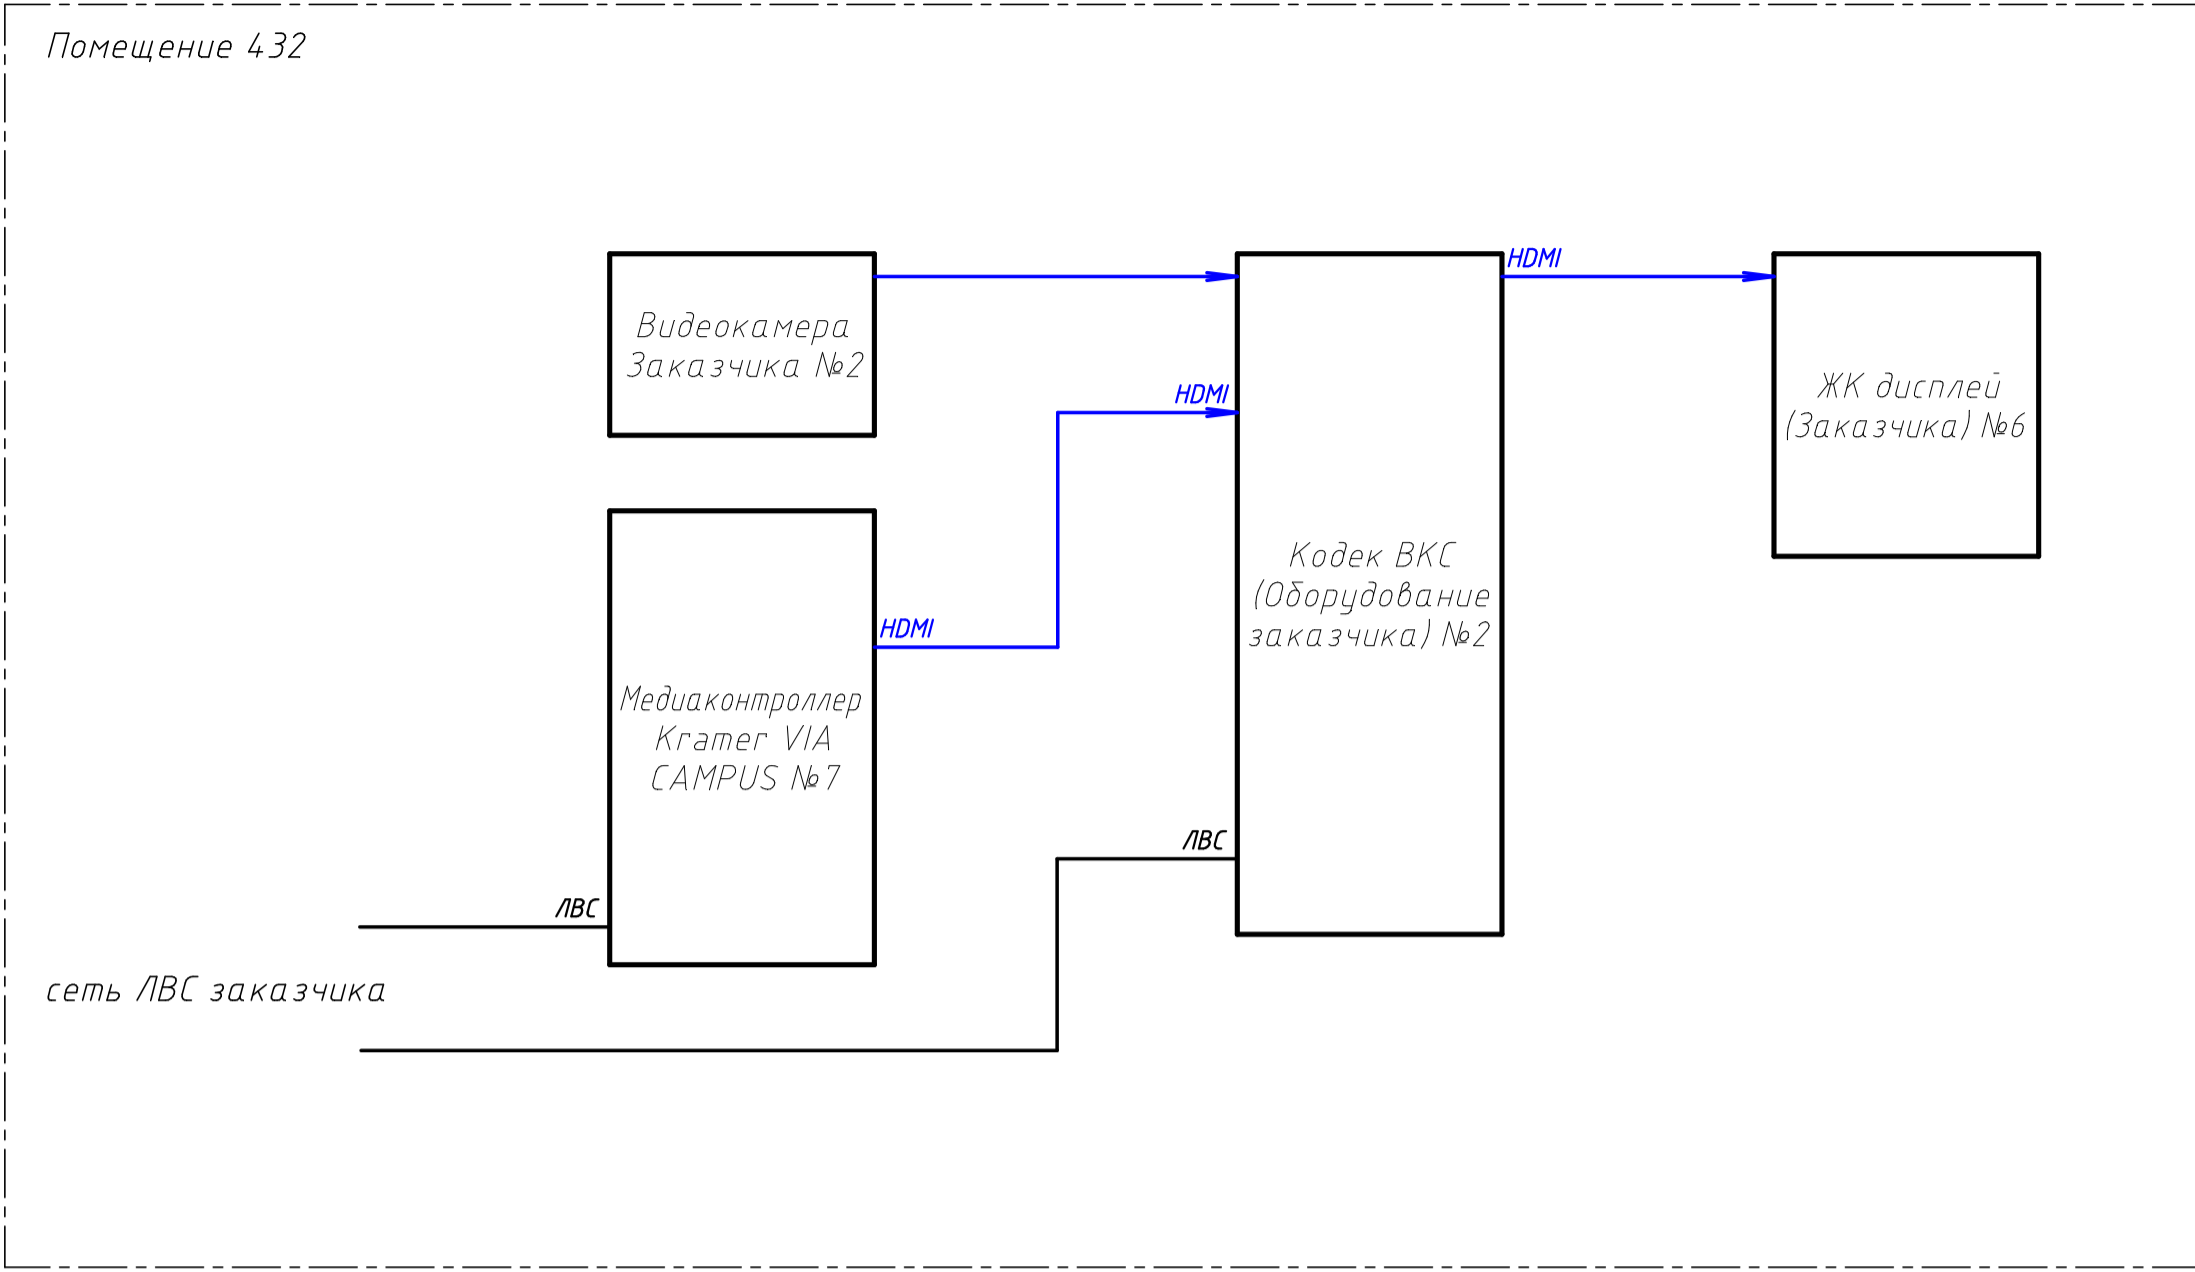 Помещение 432
HDMI
Видеокамера
Заказчика №2
ЖК дисплей
(Заказчика) №6
HDMI
Кодек ВКС
(Оборудование
заказчика) №2
HDMI
Медиаконтроллер
Kramer VIA
CAMPUS №7
ЛВС
ЛВС
сеть ЛВС заказчика